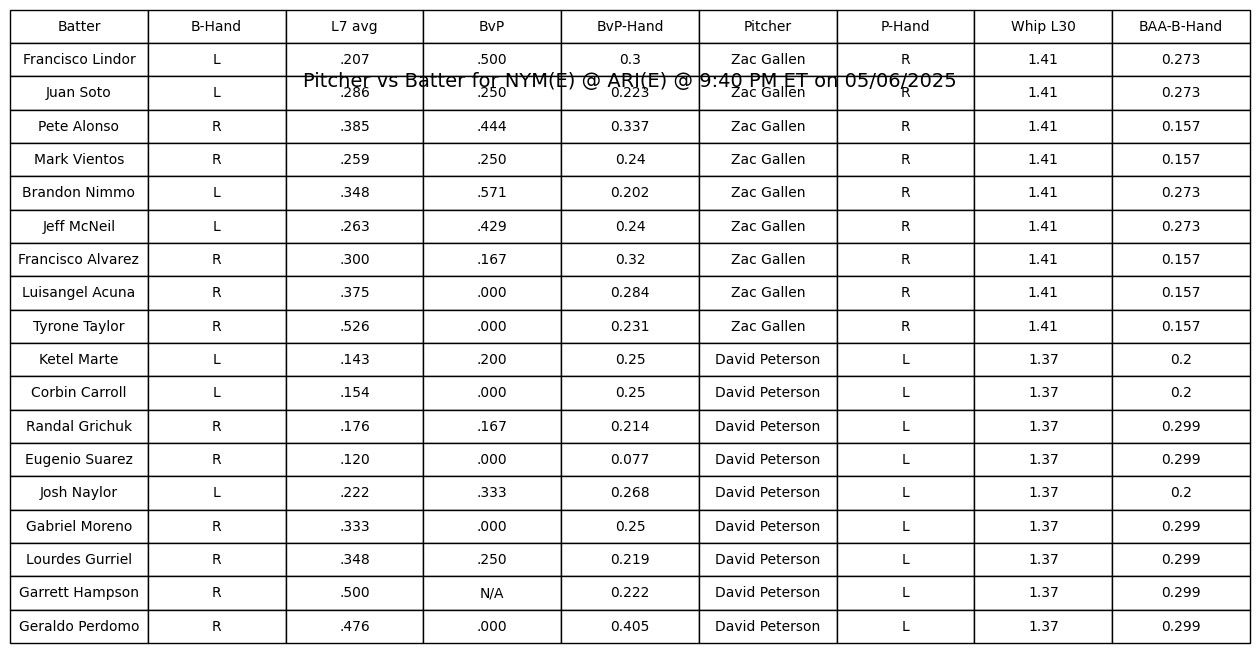 Batter B-Hand L7 avg BvP BvP-Hand Pitcher P-Hand Whip L30 BAA-B-Hand
Francisco Lindor L .207 .500 0.3 Zac Gallen R 1.41 0.273
Pitcher vs Batter for NYM(E) @ ARI(E) @ 9:40 PM ET on 05/06/2025
Juan Soto L .286 .250 0.223 Zac Gallen R 1.41 0.273
Pete Alonso R .385 .444 0.337 Zac Gallen R 1.41 0.157
Mark Vientos R .259 .250 0.24 Zac Gallen R 1.41 0.157
Brandon Nimmo L .348 .571 0.202 Zac Gallen R 1.41 0.273
Jeff McNeil L .263 .429 0.24 Zac Gallen R 1.41 0.273
Francisco Alvarez R .300 .167 0.32 Zac Gallen R 1.41 0.157
Luisangel Acuna R .375 .000 0.284 Zac Gallen R 1.41 0.157
Tyrone Taylor R .526 .000 0.231 Zac Gallen R 1.41 0.157
Ketel Marte L .143 .200 0.25 David Peterson L 1.37 0.2
Corbin Carroll L .154 .000 0.25 David Peterson L 1.37 0.2
Randal Grichuk R .176 .167 0.214 David Peterson L 1.37 0.299
Eugenio Suarez R .120 .000 0.077 David Peterson L 1.37 0.299
Josh Naylor L .222 .333 0.268 David Peterson L 1.37 0.2
Gabriel Moreno R .333 .000 0.25 David Peterson L 1.37 0.299
Lourdes Gurriel R .348 .250 0.219 David Peterson L 1.37 0.299
Garrett Hampson R .500 N/A 0.222 David Peterson L 1.37 0.299
Geraldo Perdomo R .476 .000 0.405 David Peterson L 1.37 0.299